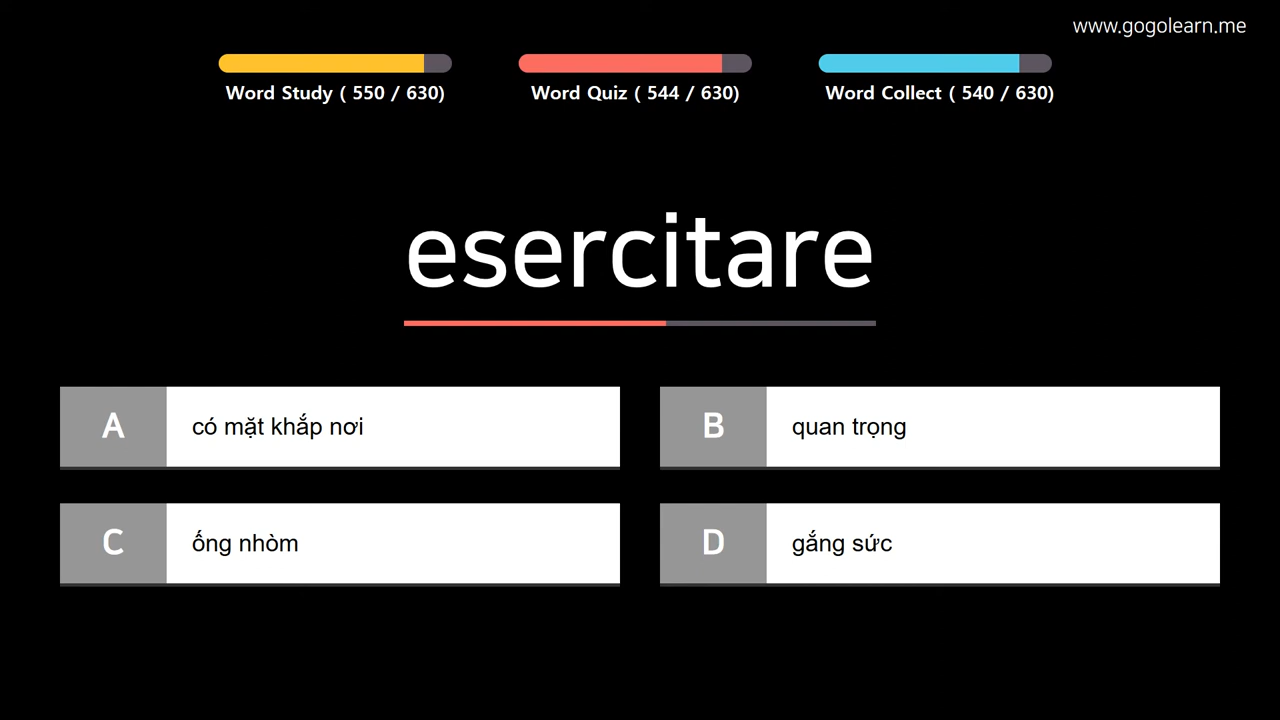 www.gogolearn.me
Word Study ( 550 / 630)
Word Quiz ( 544 / 630)
Word Collect ( 540 / 630)
esercitare
A có mặt khắp nơi
B quan trọng
C ống nhòm
D gắng sức